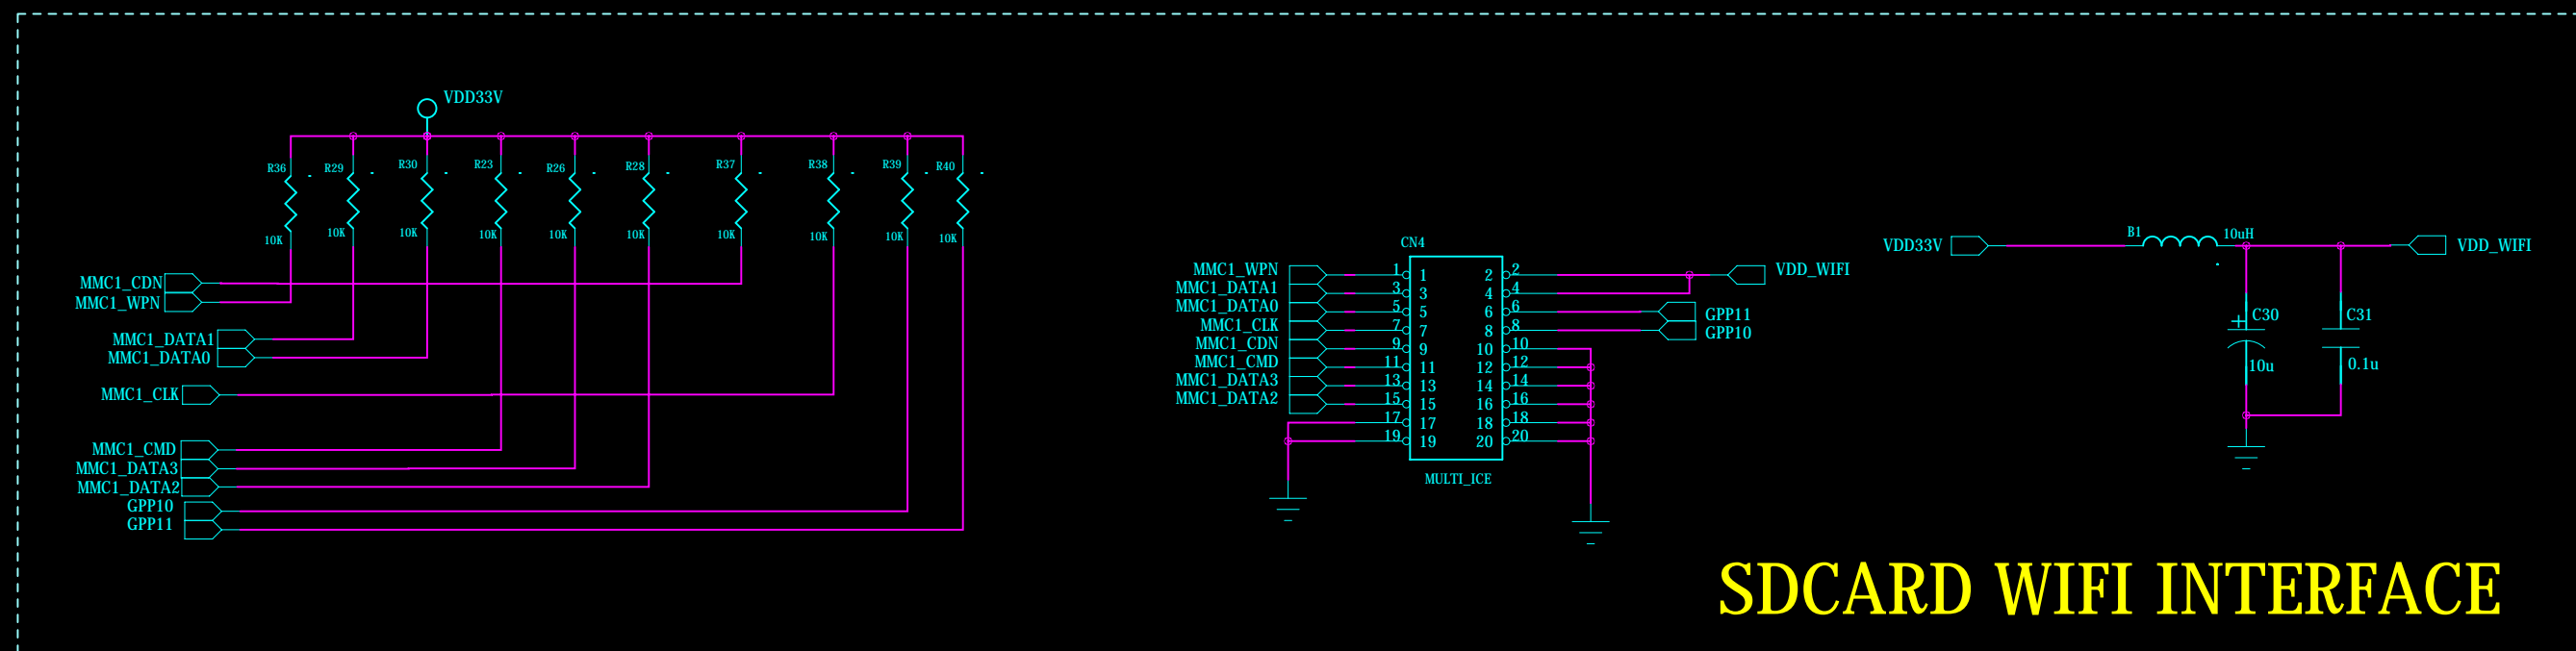 VDD33V
R36
R29
R30
R23
R26
R28
R37
R38
R39
R40
10K
10K
10K
10K
10K
10K
10K
10K
10K
10K
MMC1_CDN
MMC1_WPN
MMC1_DATA1
MMC1_DATA0
MMC1_CLK
MMC1_CMD
MMC1_DATA3
MMC1_DATA2
GPP10
GPP11
CN4
MMC1_WPN 1 1 2 2 VDD_WIFI
MMC1_DATA1 3 3 4 4
MMC1_DATA0 5 5 6 6 GPP11
MMC1_CLK 7 7 8 8 GPP10
MMC1_CDN 9 9 10 10
MMC1_CMD 11 11 12 12
MMC1_DATA3 13 13 14 14
MMC1_DATA2 15 15 16 16
17 17 18 18
19 19 20 20
MULTI_ICE
VDD33V
B1
10uH
VDD_WIFI
+
C30
10u
C31
0.1u
SDCARD WIFI INTERFACE